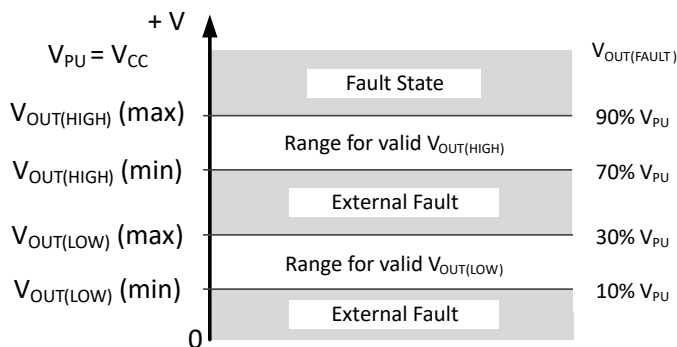 + V
V_PU = V_CC
V_OUT(FAULT)
Fault State
V_OUT(HIGH) (max)
90% V_PU
Range for valid V_OUT(HIGH)
V_OUT(HIGH) (min)
70% V_PU
External Fault
V_OUT(LOW) (max)
30% V_PU
Range for valid V_OUT(LOW)
V_OUT(LOW) (min)
10% V_PU
External Fault
0